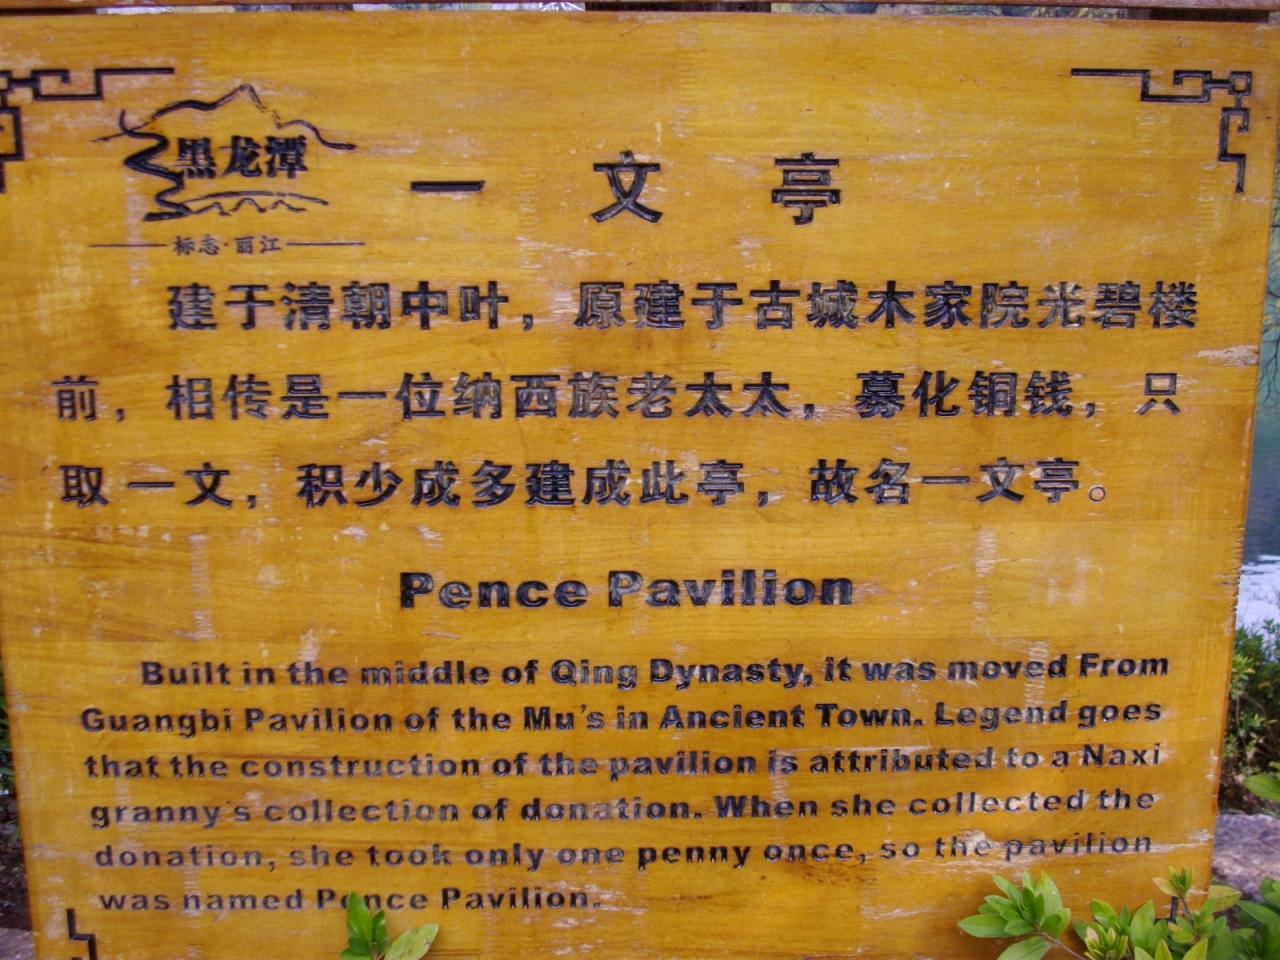 黑龙潭
标志·丽江
一文亭
建于清朝中叶，原建于古城木家院光碧楼
前，相传是一位纳西族老太太，募化铜钱，只
取一文，积少成多建成此亭，故名一文亭。
Pence Pavilion
Built in the middle of Qing Dynasty, it was moved From
Guangbi Pavilion of the Mu's in Ancient Town. Legend goes
that the construction of the pavilion is attributed to a Naxi
granny's collection of donation. When she collected the
donation, she took only one penny once, so the pavilion
was named Pence Pavilion.